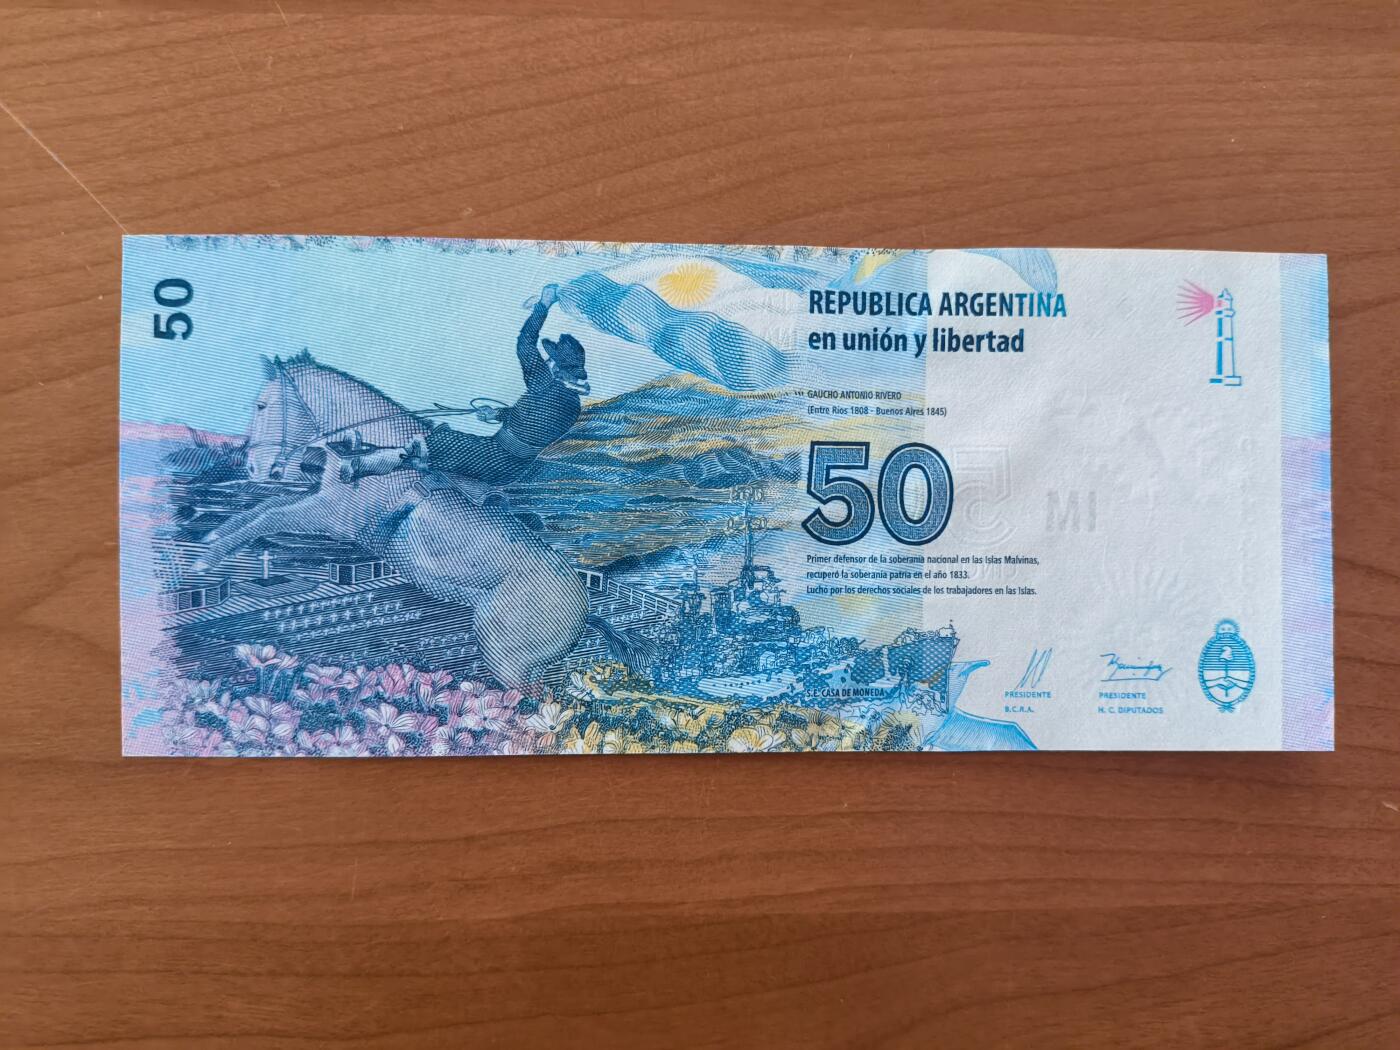 50
REPUBLICA ARGENTINA
en unión y libertad
GAUCHO ANTONIO RIVERO
(Entre Ríos 1808 - Buenos Aires 1845)
50
Primer defensor de la soberanía nacional en las Islas Malvinas,
recuperó la soberanía patria en el año 1833.
Luchó por los derechos sociales de los trabajadores en las Islas.
S.E. CASA DE MONEDA
PRESIDENTE
B.C.R.A.
PRESIDENTE
H. C. DIPUTADOS